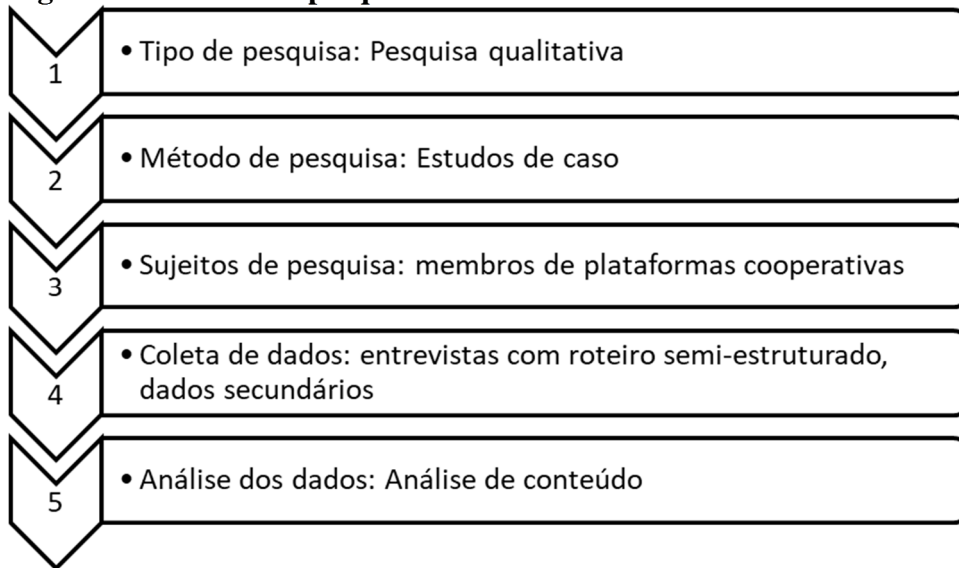 1
• Tipo de pesquisa: Pesquisa qualitativa
2
• Método de pesquisa: Estudos de caso
3
• Sujeitos de pesquisa: membros de plataformas cooperativas
4
• Coleta de dados: entrevistas com roteiro semi-estruturado,
dados secundários
5
• Análise dos dados: Análise de conteúdo